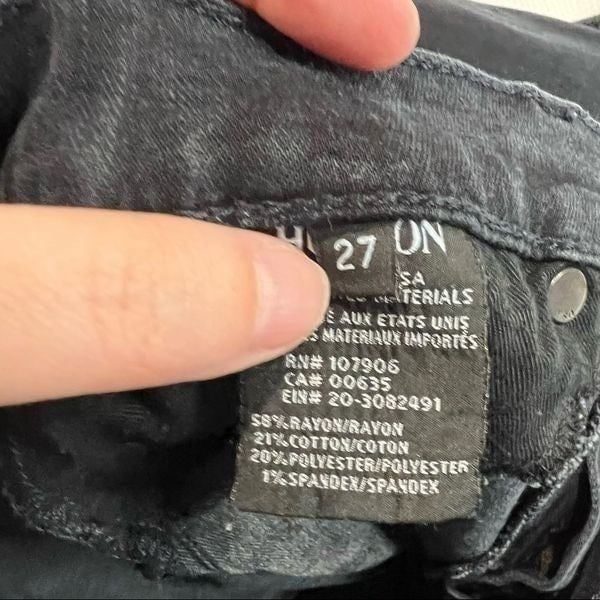 27
ON
SA
MATERIALS
AUX ETATS UNIS
MATERIAUX IMPORTÉS
RN# 107906
CA# 00635
EIN# 20-3082491
58% RAYON/RAYON
21% COTTON/COTON
20% POLYESTER/POLYESTER
1% SPANDEX/SPANDEX